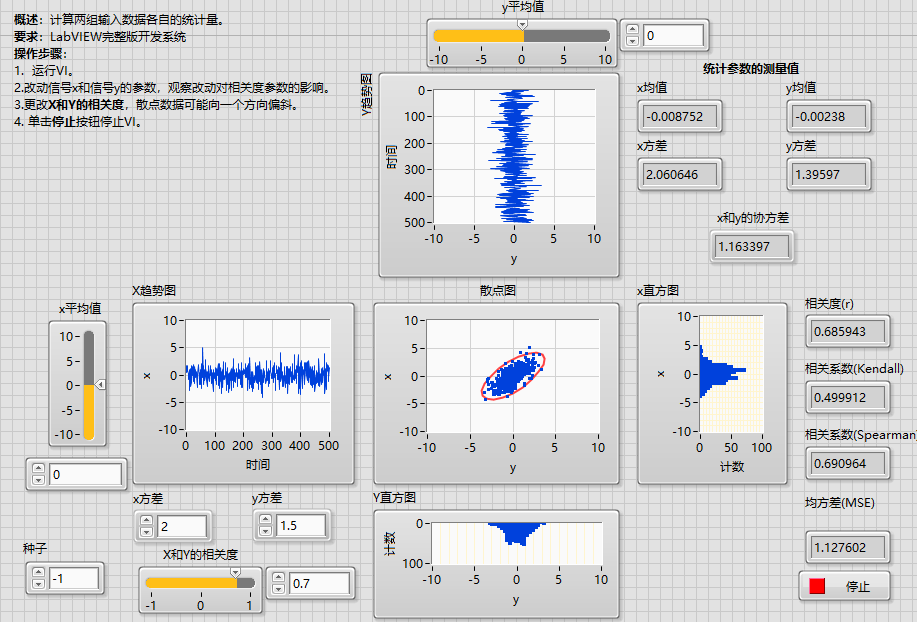 概述：计算两组输入数据各自的统计量。
要求：LabVIEW完整版开发系统
操作步骤：
1. 运行VI。
2.改动信号x和信号y的参数，观察改动对相关度参数的影响。
3.更改X和Y的相关度，散点数据可能向一个方向偏斜。
4. 单击停止按钮停止VI。
y平均值
-10 -5 0 5 10
0
Y趋势图
时间
0
100
200
300
400
500
-10 -5 0 5 10
y
统计参数的测量值
x均值
y均值
-0.008752
-0.00238
x方差
y方差
2.060646
1.39597
x和y的协方差
1.163397
x平均值
10
5
0
-5
-10
0
X趋势图
x
10
5
0
-5
-10
0 100 200 300 400 500
时间
散点图
x
10
5
0
-5
-10
-10 -5 0 5 10
y
x直方图
x
10
5
0
-5
-10
0 50 100
计数
相关度(r)
0.685943
相关系数(Kendall)
0.499912
相关系数(Spearman)
0.690964
均方差(MSE)
1.127602
停止
x方差
y方差
2
1.5
种子
-1
X和Y的相关度
-1 0 1
0.7
Y直方图
计数
0
100
-10 -5 0 5 10
y